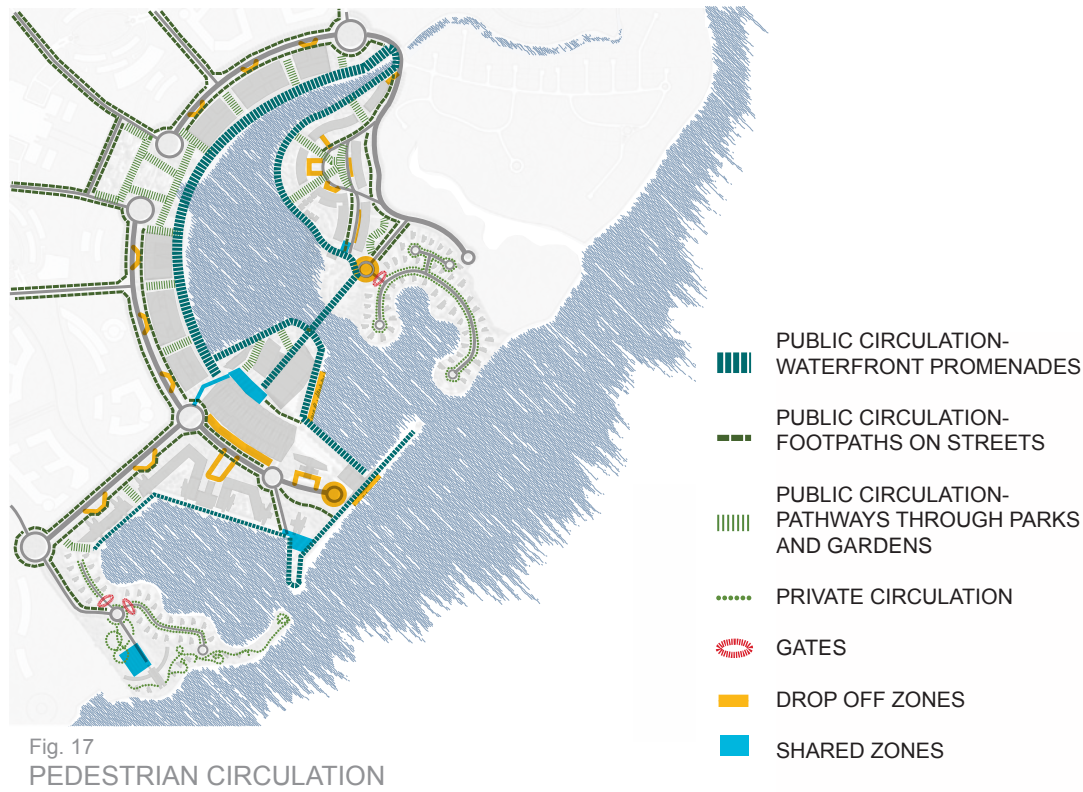 PUBLIC CIRCULATION-
WATERFRONT PROMENADES
PUBLIC CIRCULATION-
FOOTPATHS ON STREETS
PUBLIC CIRCULATION-
PATHWAYS THROUGH PARKS
AND GARDENS
PRIVATE CIRCULATION
GATES
DROP OFF ZONES
SHARED ZONES
Fig. 17
PEDESTRIAN CIRCULATION